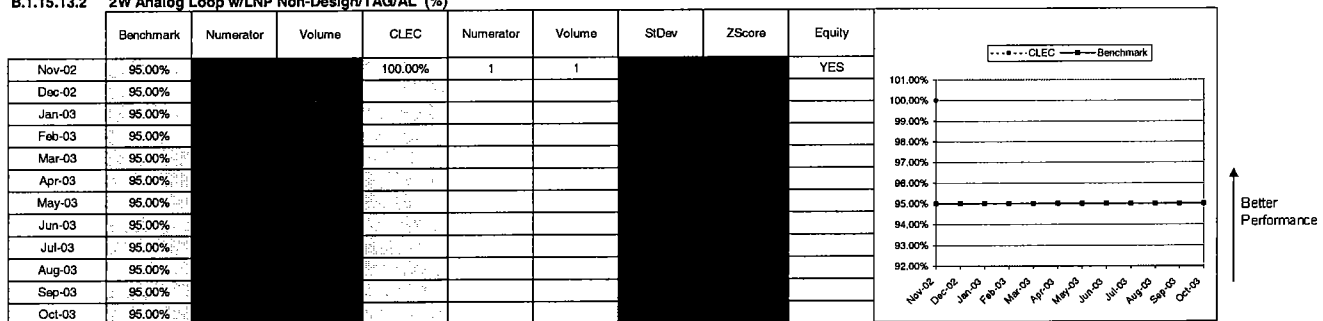 B.1.15.13.2 2W Analog Loop w/LNP Non-Design/TAG/AL (%)
Benchmark Numerator Volume CLEC Numerator Volume StDev ZScore Equity
Nov-02 95.00% 100.00% 1 1 YES
Dec-02 95.00%
Jan-03 95.00%
Feb-03 95.00%
Mar-03 95.00%
Apr-03 95.00%
May-03 95.00%
Jun-03 95.00%
Jul-03 95.00%
Aug-03 95.00%
Sep-03 95.00%
Oct-03 95.00%
CLEC Benchmark
101.00%
100.00%
99.00%
98.00%
97.00%
96.00%
95.00%
94.00%
93.00%
92.00%
Nov-02 Dec-02 Jan-03 Feb-03 Mar-03 Apr-03 May-03 Jun-03 Jul-03 Aug-03 Sep-03 Oct-03
Better
Performance